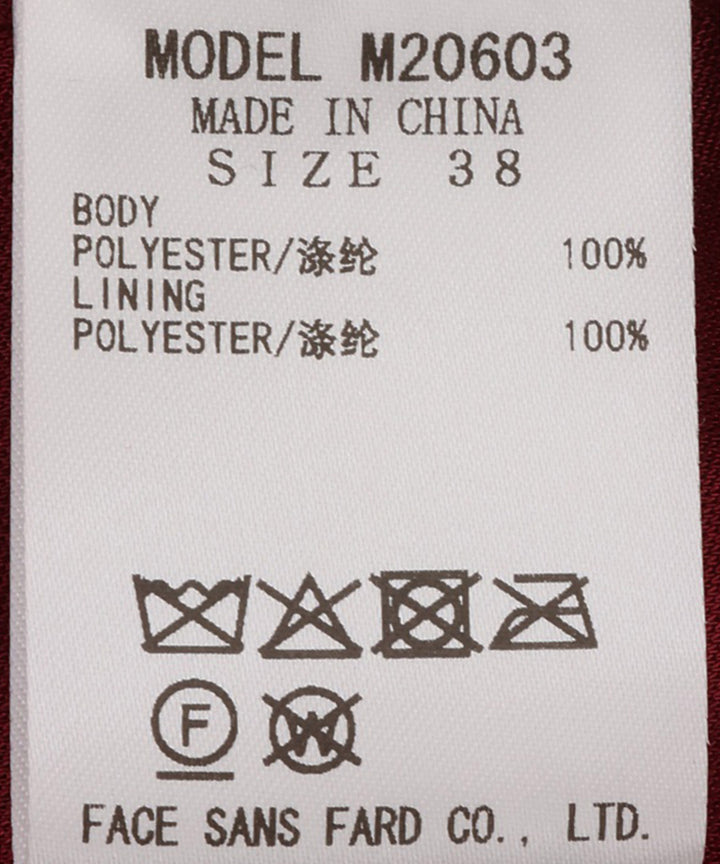 MODEL M20603
MADE IN CHINA
SIZE 38
BODY
POLYESTER/涤纶 100%
LINING
POLYESTER/涤纶 100%
F W
FACE SANS FARD CO., LTD.